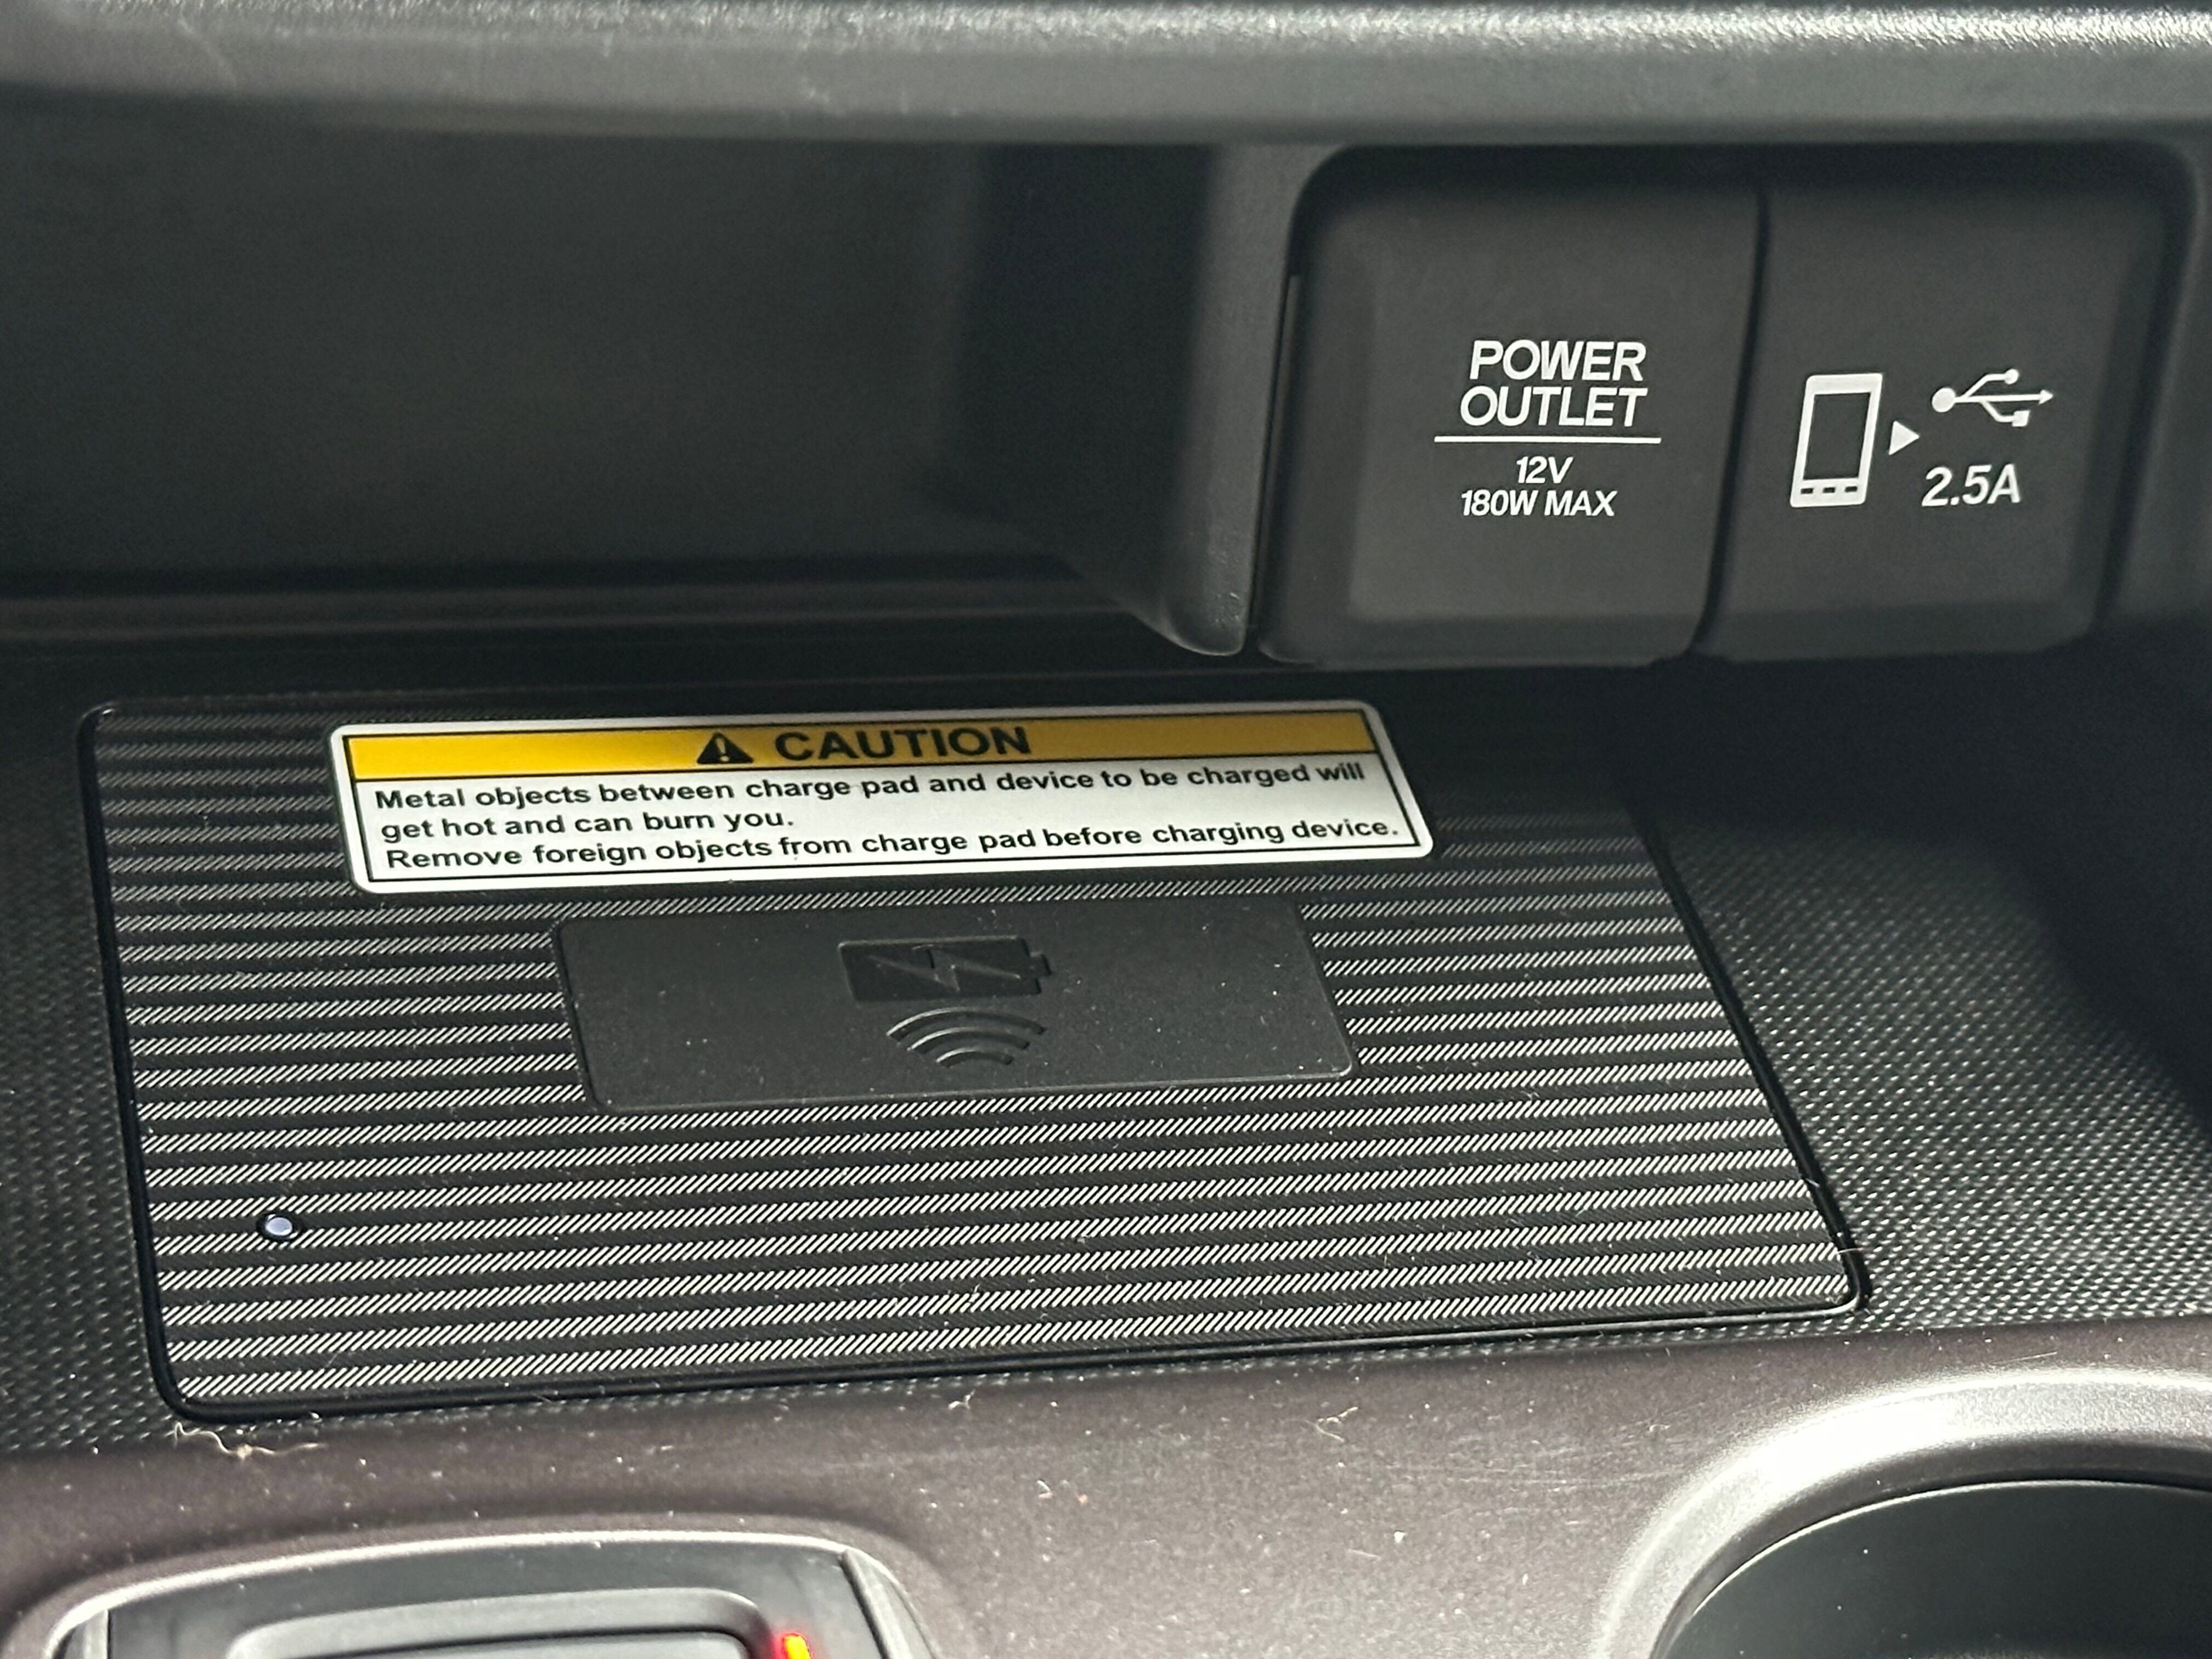 POWER
OUTLET
12V
180W MAX
2.5A
CAUTION
Metal objects between charge pad and device to be charged will
get hot and can burn you.
Remove foreign objects from charge pad before charging device.